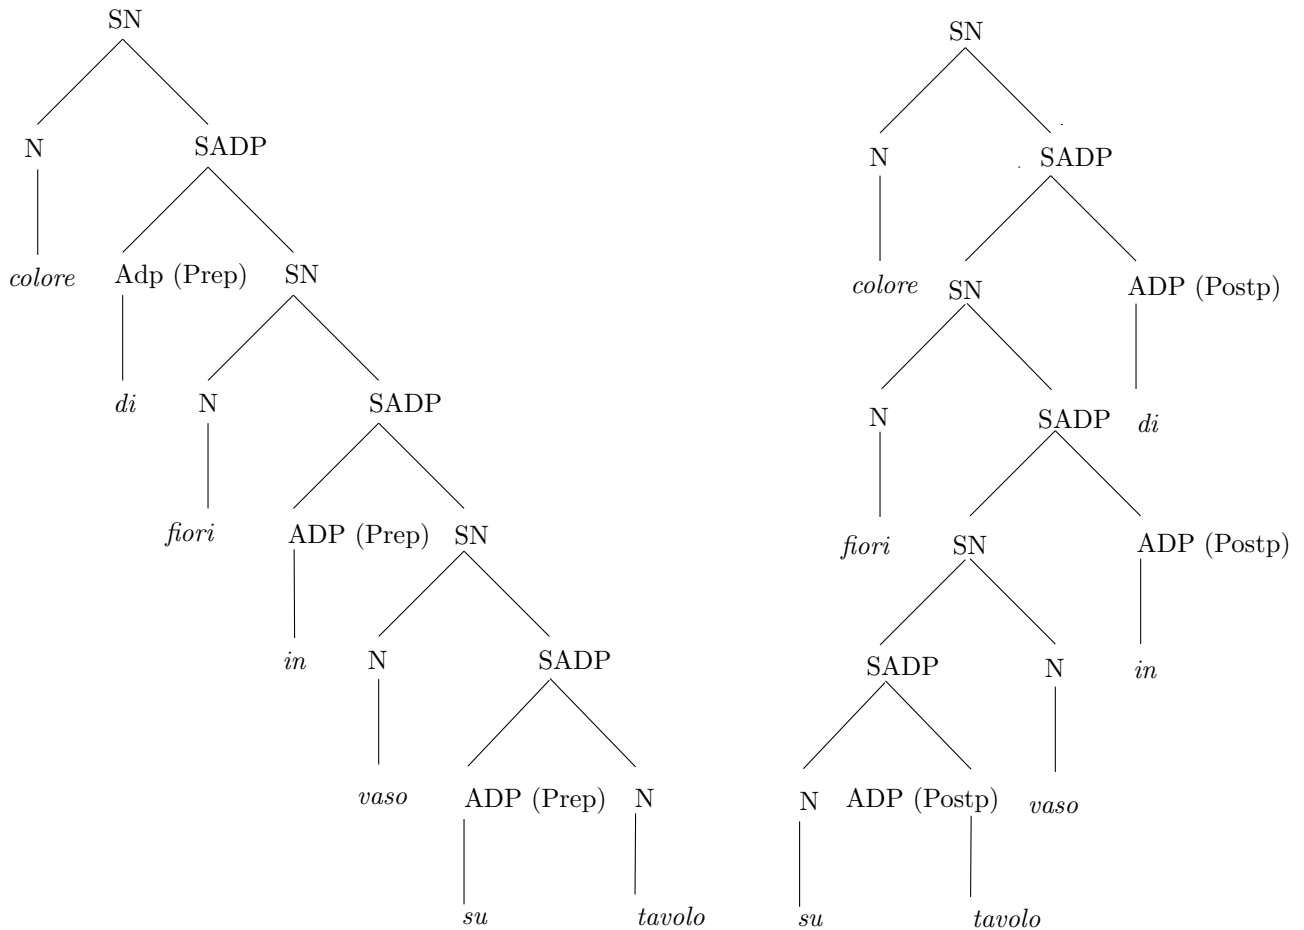 SN
N SADP
colore Adp (Prep) SN
di N SADP
fiori ADP (Prep) SN
in N SADP
vaso ADP (Prep) N
su tavolo
SN
N SADP
colore SN ADP (Postp)
N SADP di
fiori SN ADP (Postp)
SADP N in
N ADP (Postp) vaso
su tavolo